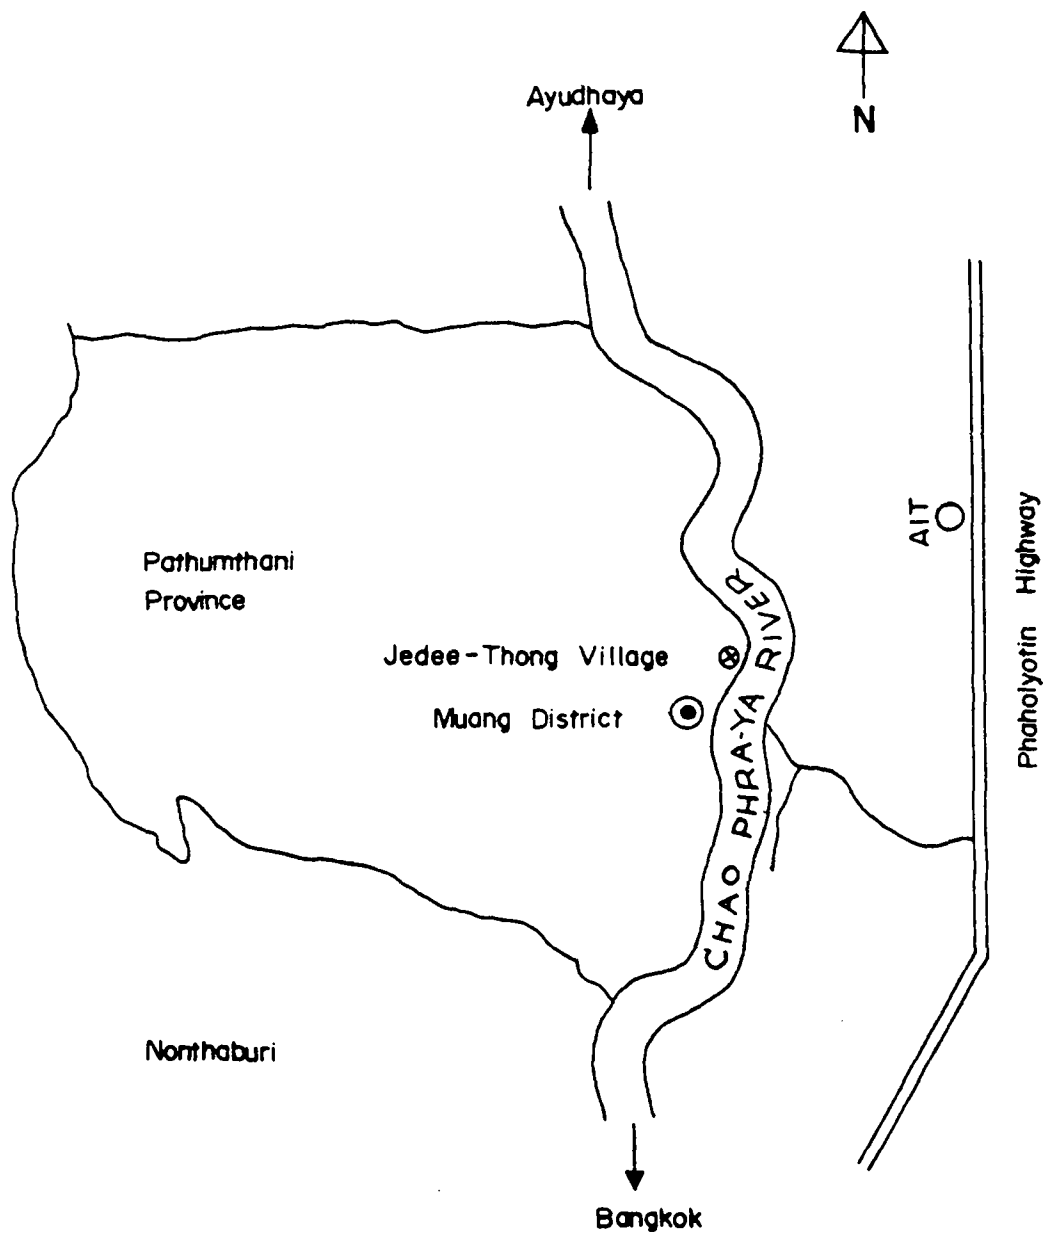 Ayudhaya
N
AIT
Phaholyotin Highway
Pathumthani
Province
Jedee-Thong Village
Muang District
CHAO PHRA-YA RIVER
Nonthaburi
Bangkok